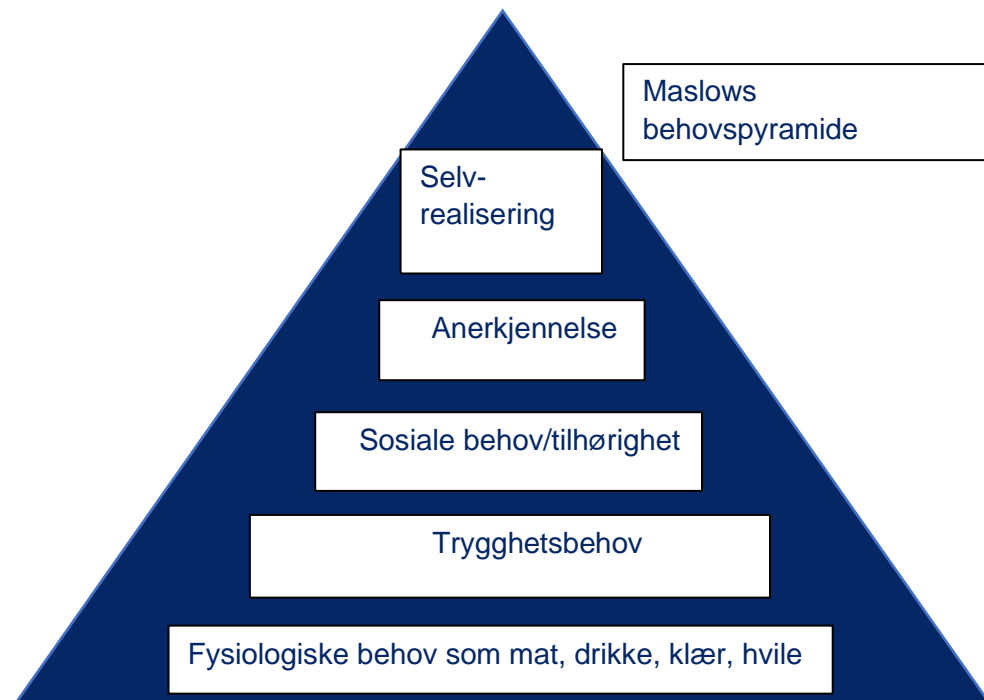 Maslows
behovspyramide
Selv-
realisering
Anerkjennelse
Sosiale behov/tilhørighet
Trygghetsbehov
Fysiologiske behov som mat, drikke, klær, hvile